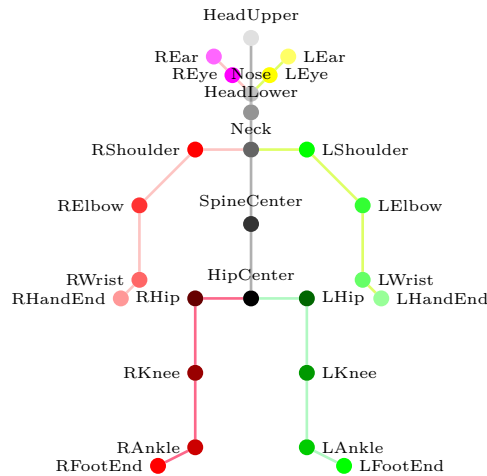 HeadUpper
REar LEar
REye Nose LEye
HeadLower
Neck
RShoulder LShoulder
RElbow SpineCenter LElbow
RWrist HipCenter LWrist
RHandEnd RHip LHip LHandEnd
RKnee LKnee
RAnkle LAnkle
RFootEnd LFootEnd